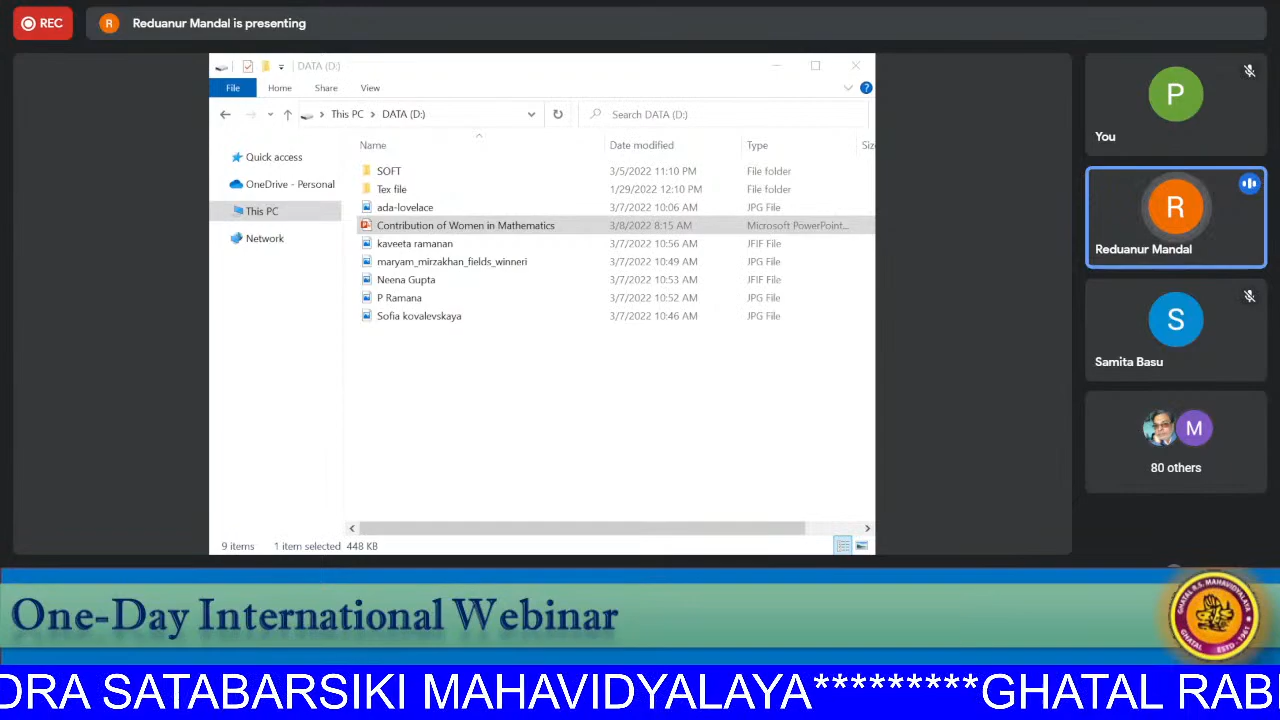 REC
R
Reduanur Mandal is presenting
DATA (D:)
File Home Share View
This PC > DATA (D:)
Search DATA (D:)
Name Date modified Type Size
Quick access
OneDrive - Personal
This PC
Network
SOFT 3/5/2022 11:10 PM File folder
Tex file 1/29/2022 12:10 PM File folder
ada-lovelace 3/7/2022 10:06 AM JPG File
Contribution of Women in Mathematics 3/8/2022 8:15 AM Microsoft PowerPoint...
kaveeta ramanan 3/7/2022 10:56 AM JFIF File
maryam_mirzakhan_fields_winneri 3/7/2022 10:49 AM JPG File
Neena Gupta 3/7/2022 10:53 AM JFIF File
P Ramana 3/7/2022 10:52 AM JPG File
Sofia kovalevskaya 3/7/2022 10:46 AM JPG File
9 items 1 item selected 448 KB
P
You
R
Reduanur Mandal
S
Samita Basu
M
80 others
One-Day International Webinar
GHATAL R.S. MAHAVIDYALAYA
GHATAL ESTD - 1961
DRA SATABARSIKI MAHAVIDYALAYA*********GHATAL RAB